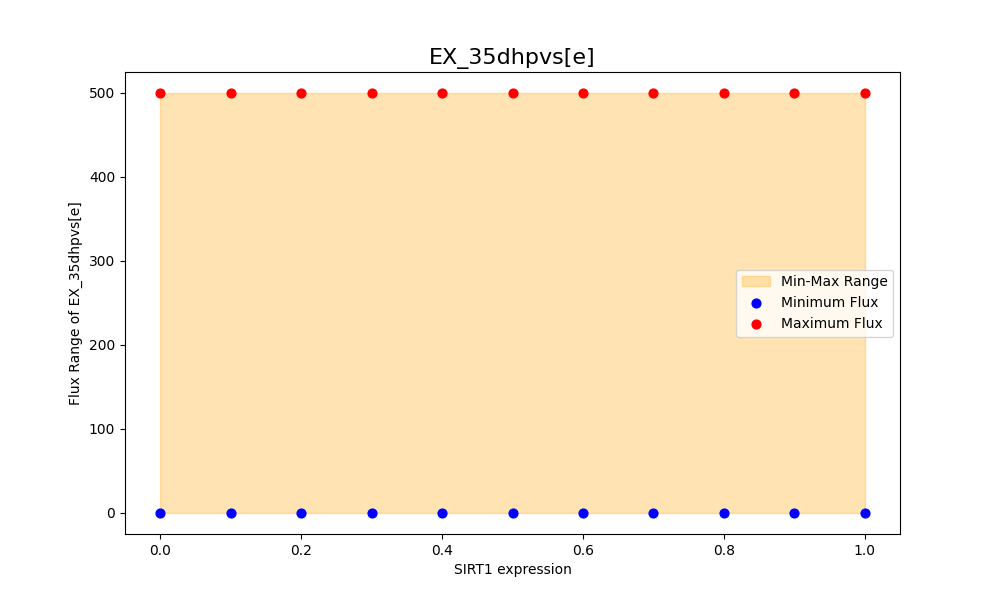 EX_35dhpvs[e]
Flux Range of EX_35dhpvs[e]
500
400
300
200
100
0
Min-Max Range
Minimum Flux
Maximum Flux
0.0
0.2
0.4
0.6
0.8
1.0
SIRT1 expression